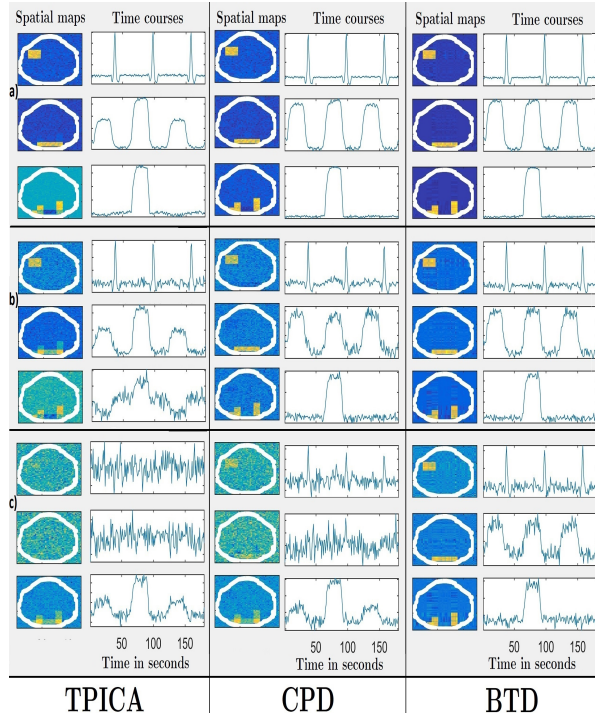 Spatial maps Time courses Spatial maps Time courses Spatial maps Time courses
a)
b)
c)
50 100 150 50 100 150 50 100 150
Time in seconds Time in seconds Time in seconds
TPICA CPD BTD